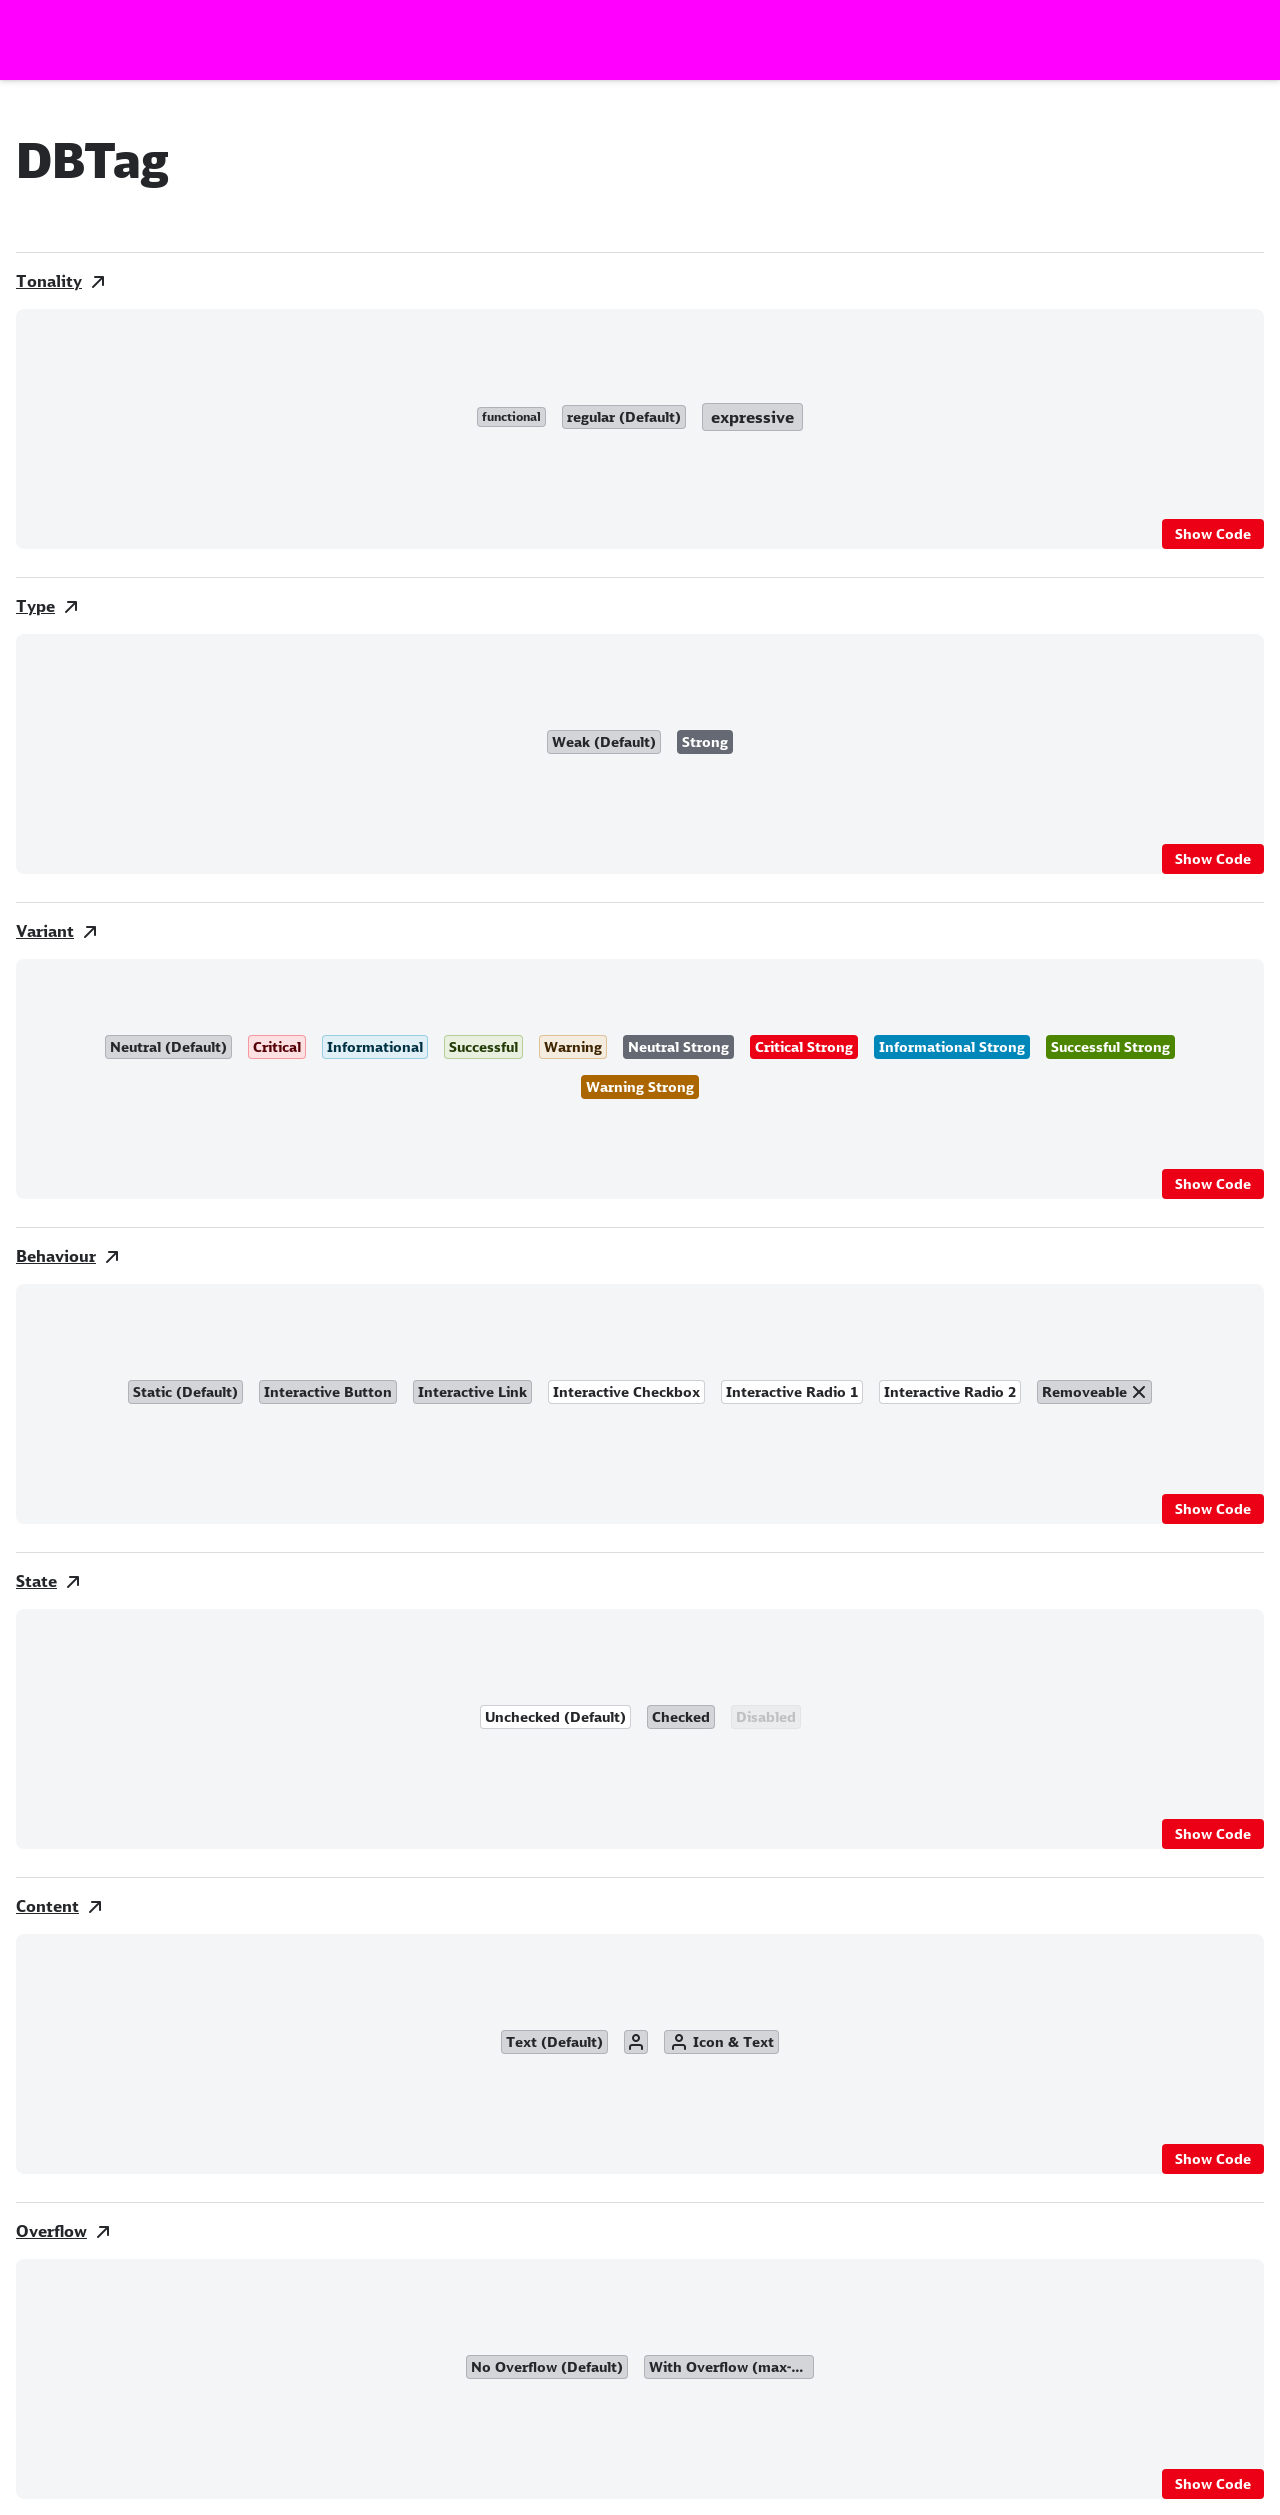 DBTag
Tonality
functional regular (Default) expressive
Show Code
Type
Weak (Default) Strong
Show Code
Variant
Neutral (Default) Critical Informational Successful Warning Neutral Strong Critical Strong Informational Strong Successful Strong
Warning Strong
Show Code
Behaviour
Static (Default) Interactive Button Interactive Link Interactive Checkbox Interactive Radio 1 Interactive Radio 2 Removeable
Show Code
State
Unchecked (Default) Checked Disabled
Show Code
Content
Text (Default) Icon & Text
Show Code
Overflow
No Overflow (Default) With Overflow (max-...
Show Code